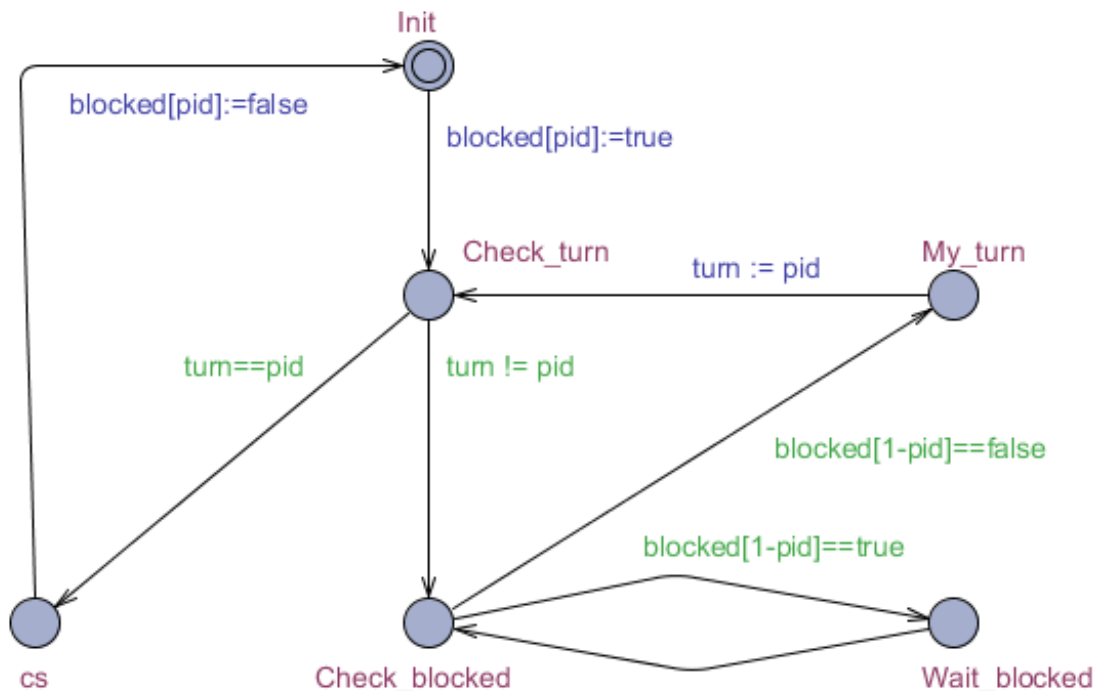 Init
blocked[pid]:=false
blocked[pid]:=true
Check_turn
My_turn
turn := pid
turn==pid
turn != pid
blocked[1-pid]==false
blocked[1-pid]==true
cs
Check_blocked
Wait_blocked